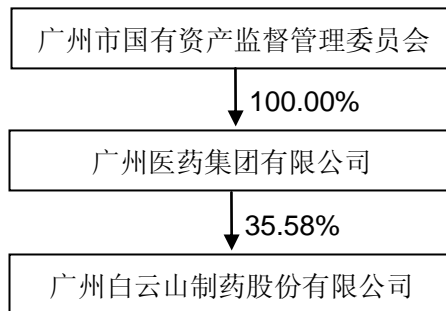 广州市国有资产监督管理委员会
100.00%
广州医药集团有限公司
35.58%
广州白云山制药股份有限公司